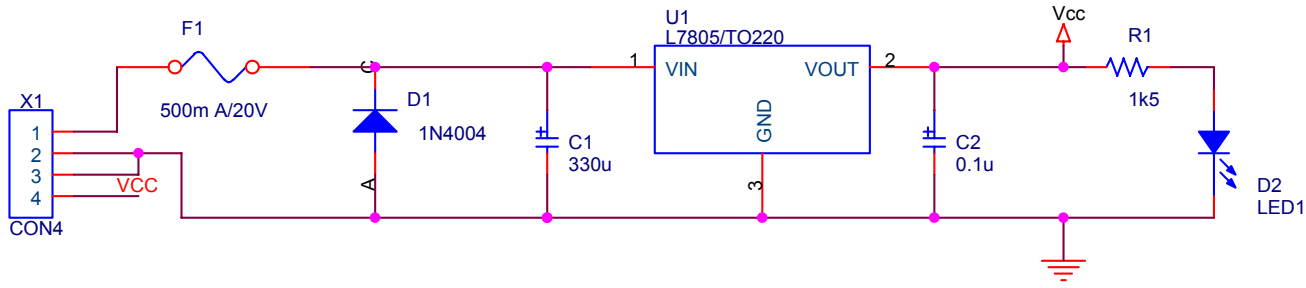 F1
500m A/20V
X1
1
2
3
4
VCC
CON4
C
D1
1N4004
A
C1
330u
U1
L7805/TO220
1
VIN
VOUT
2
GND
3
C2
0.1u
Vcc
R1
1k5
D2
LED1